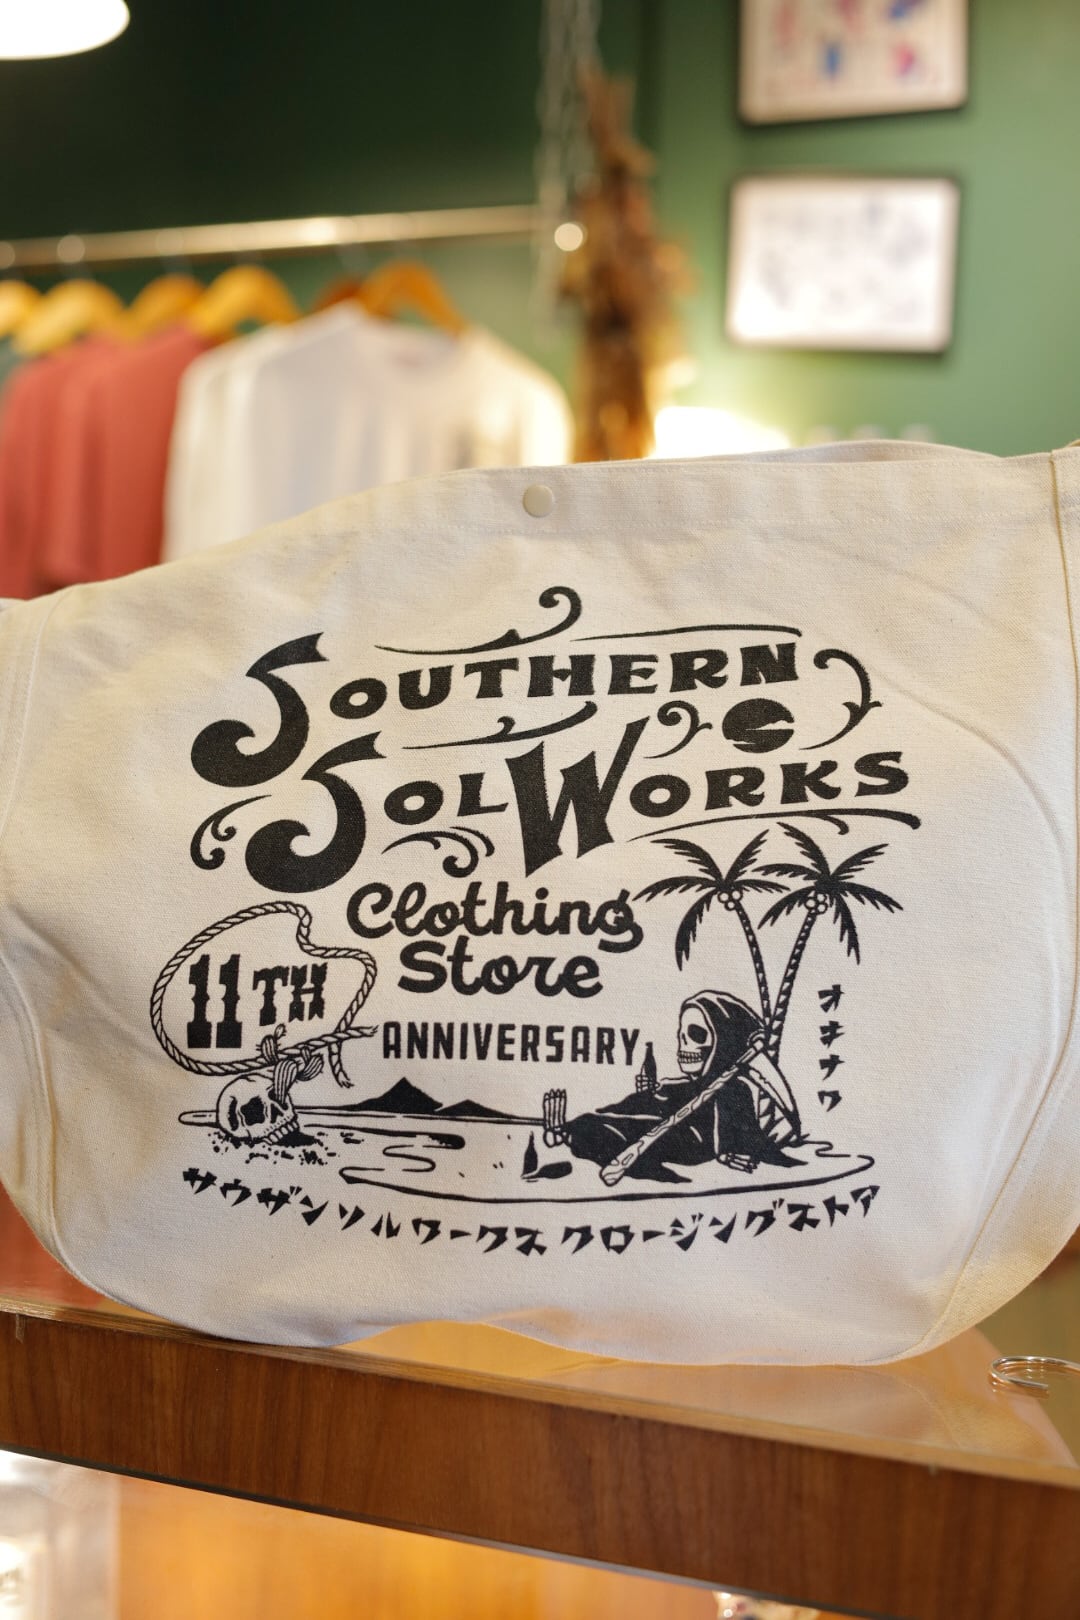 SOUTHERN
SOLWORKS
Clothing
Store
11TH
ANNIVERSARY
オキナワ
サウザンソルワークス クロージングストア